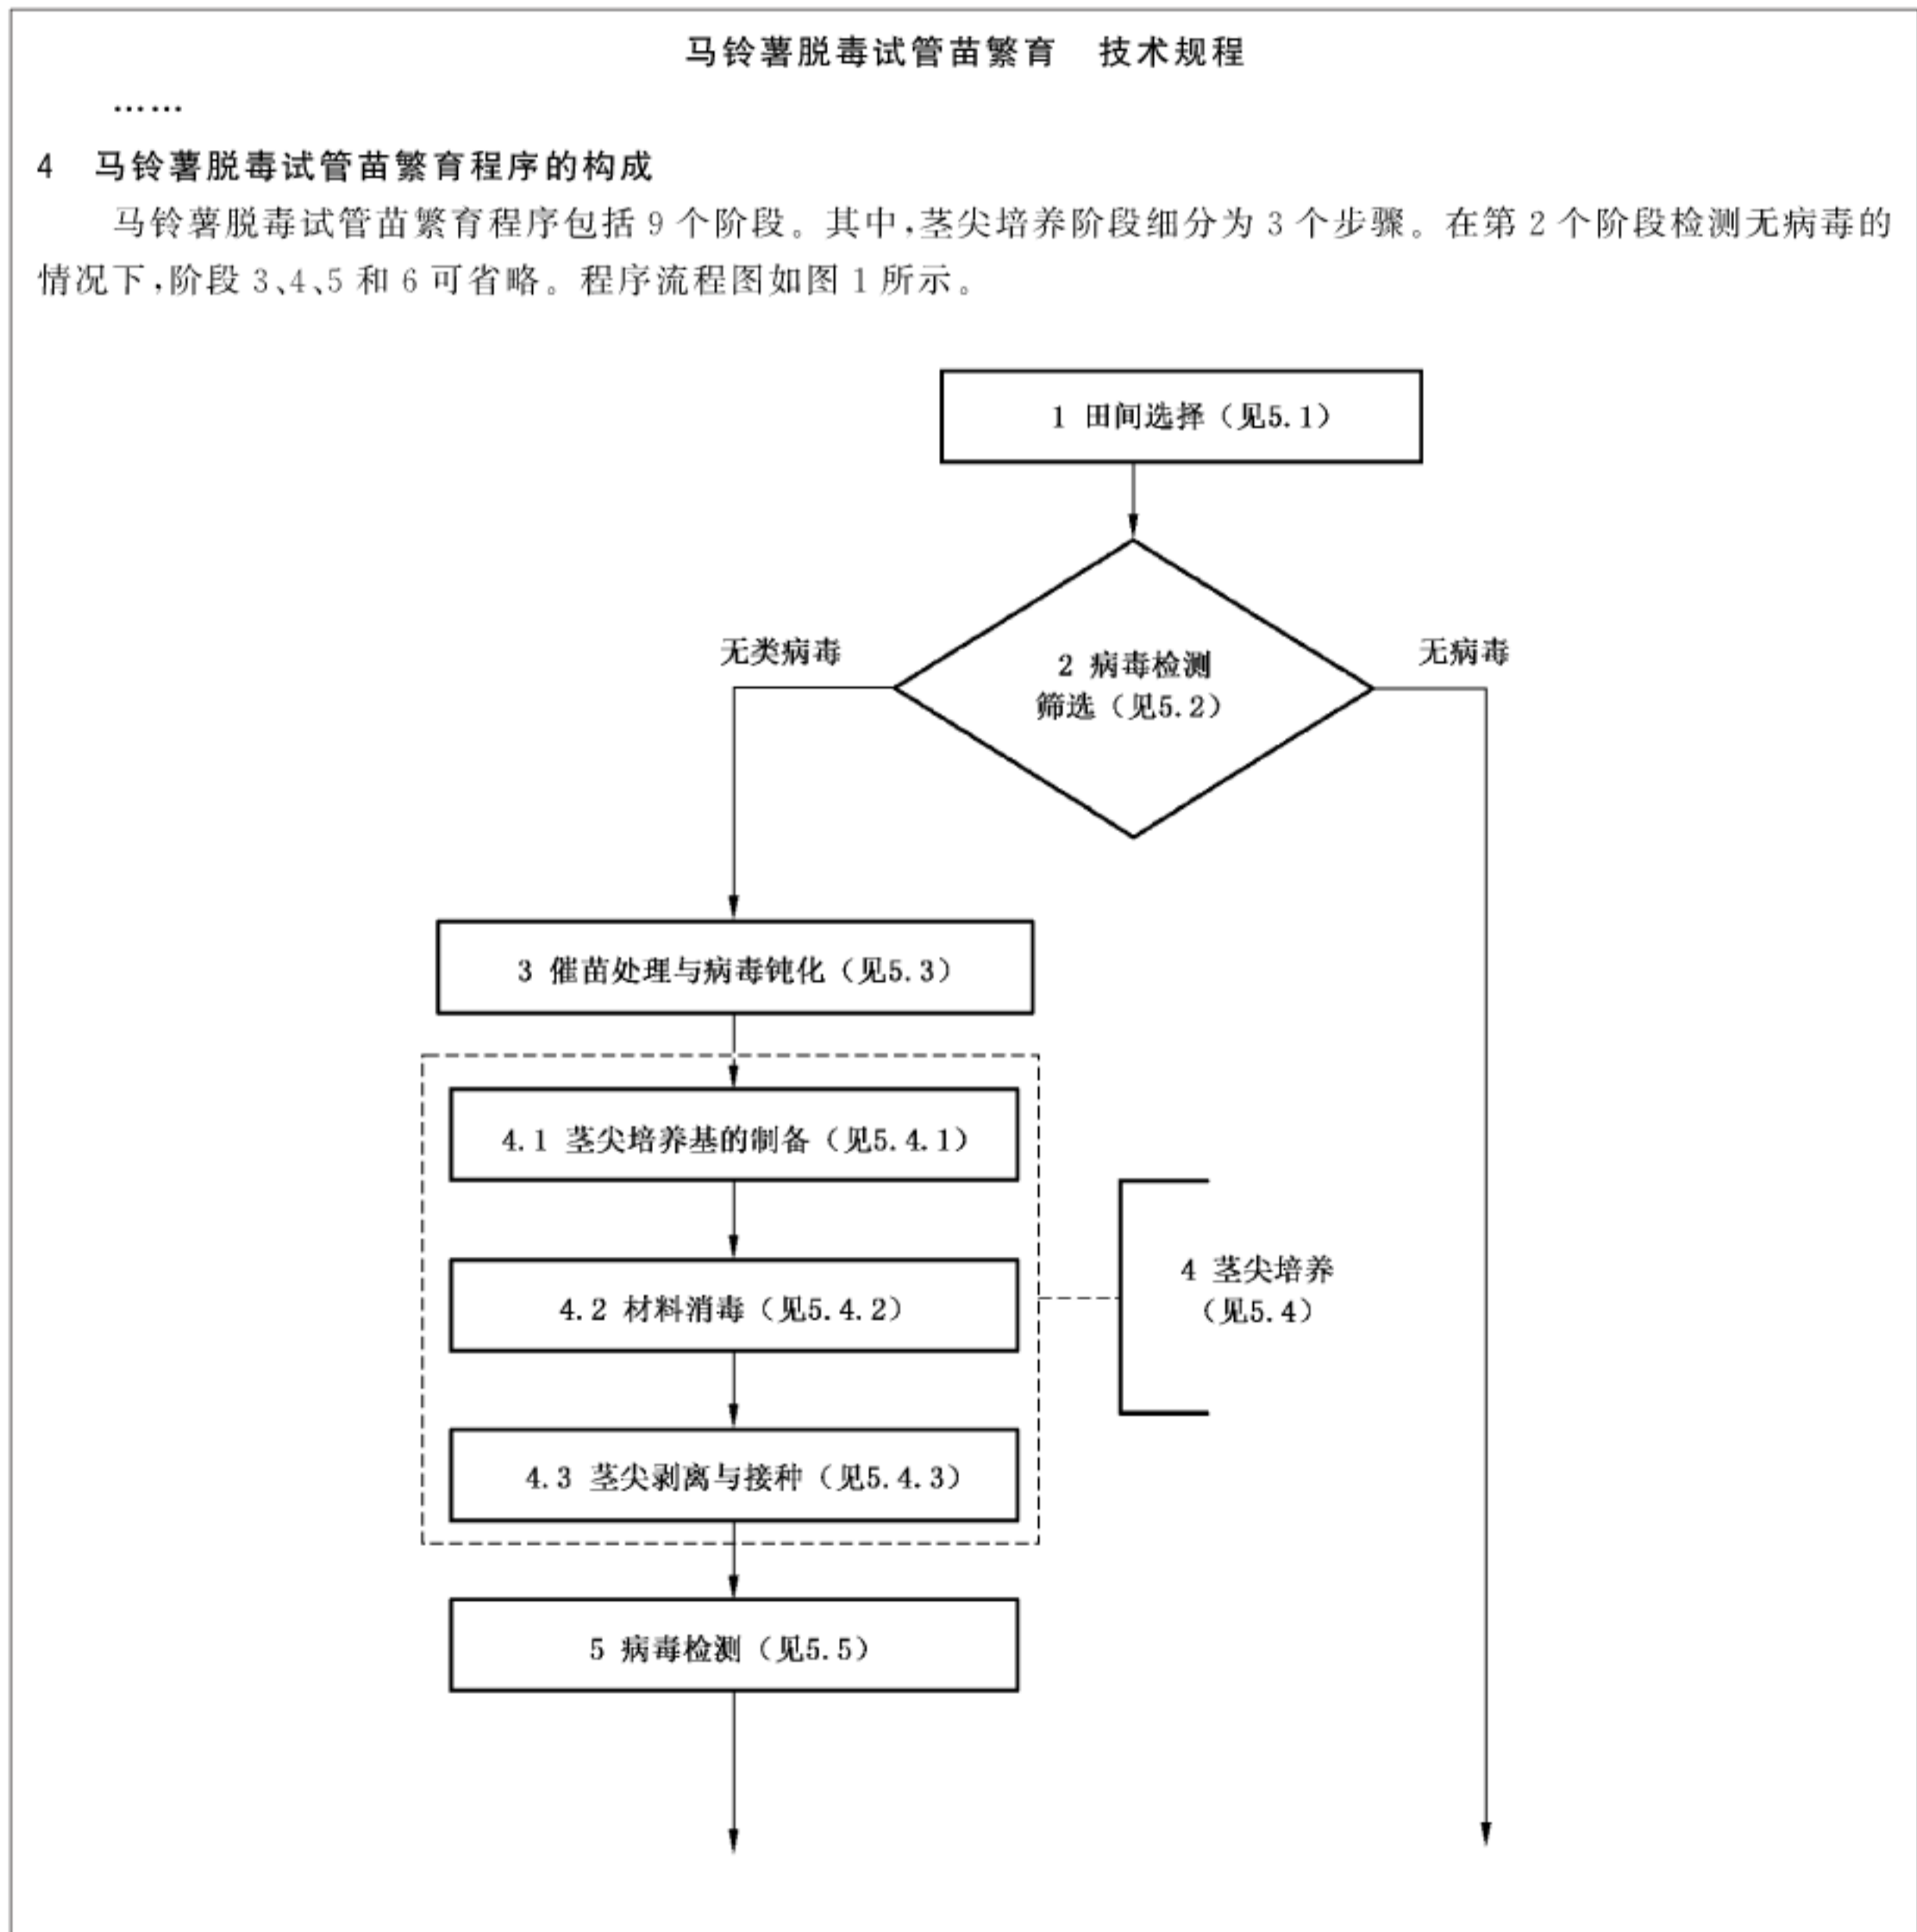 马铃薯脱毒试管苗繁育　技术规程
……
4　马铃薯脱毒试管苗繁育程序的构成
马铃薯脱毒试管苗繁育程序包括 9 个阶段。其中,茎尖培养阶段细分为 3 个步骤。在第 2 个阶段检测无病毒的
情况下,阶段 3、4、5 和 6 可省略。程序流程图如图 1 所示。
1 田间选择（见5.1）
无类病毒
2 病毒检测
筛选（见5.2）
无病毒
3 催苗处理与病毒钝化（见5.3）
4.1 茎尖培养基的制备（见5.4.1）
4.2 材料消毒（见5.4.2）
4 茎尖培养
（见5.4）
4.3 茎尖剥离与接种（见5.4.3）
5 病毒检测（见5.5）